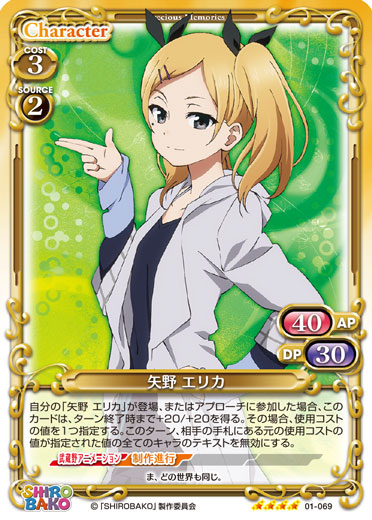 Precious Memories
Character
COST
3
SOURCE
2
40 AP
DP 30
矢野 エリカ
自分の「矢野 エリカ」が登場、またはアプローチに参加した場合、この
カードは、ターン終了時まで+20/+20を得る。その場合、使用コスト
の値を1つ指定する。このターン、相手の手札にある元の使用コスト
の値が指定された値の全てのキャラのテキストを無効にする。
武蔵野アニメーション 制作進行
ま、どの世界も同じ。
SHIRO
BAKO
© 「SHIROBAKO」 製作委員会
★★★★ 01-069